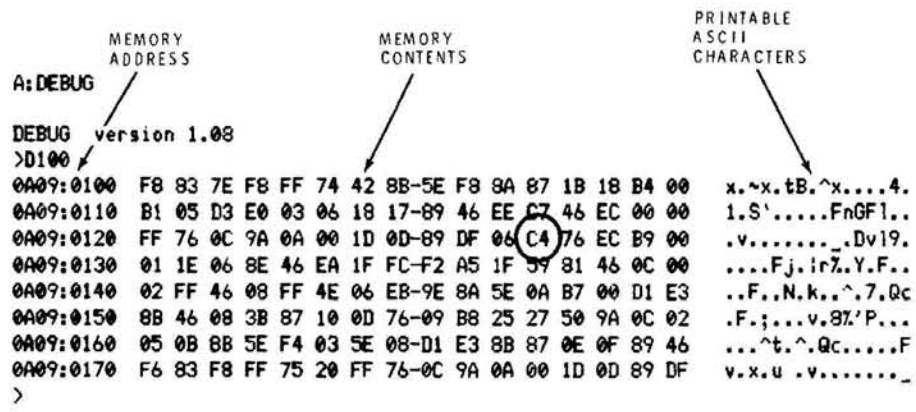 MEMORY ADDRESS
MEMORY CONTENTS
PRINTABLE ASCII CHARACTERS
A:DEBUG
DEBUG version 1.08
>D100
0A09:0100 F8 83 7E F8 FF 74 42 8B-5E F8 8A 87 1B 18 B4 00 x.~x.tB.^x....4.
0A09:0110 B1 05 D3 E0 03 06 18 17-89 46 EE C7 46 EC 00 00 1.S`.....FnGFl..
0A09:0120 FF 76 0C 9A 0A 00 1D 0D-89 DF 06 C4 76 EC B9 00 .v......._.Dvl9.
0A09:0130 01 1E 06 8E 46 EA 1F FC-F2 A5 1F 59 81 46 0C 00 ....Fj.|r%.Y.F..
0A09:0140 02 FF 46 08 FF 4E 06 EB-9E 8A 5E 0A B7 00 D1 E3 ..F..N.k..^.7.Qc
0A09:0150 8B 46 08 3B 87 10 0D 76-09 B8 25 27 50 9A 0C 02 .F.;...v.8%'P...
0A09:0160 05 0B 8B 5E F4 03 5E 08-D1 E3 8B 87 0E 0F 89 46 ...^t.^.Qc.....F
0A09:0170 F6 83 F8 FF 75 20 FF 76-0C 9A 0A 00 1D 0D 89 DF v.x.u .v......._
>